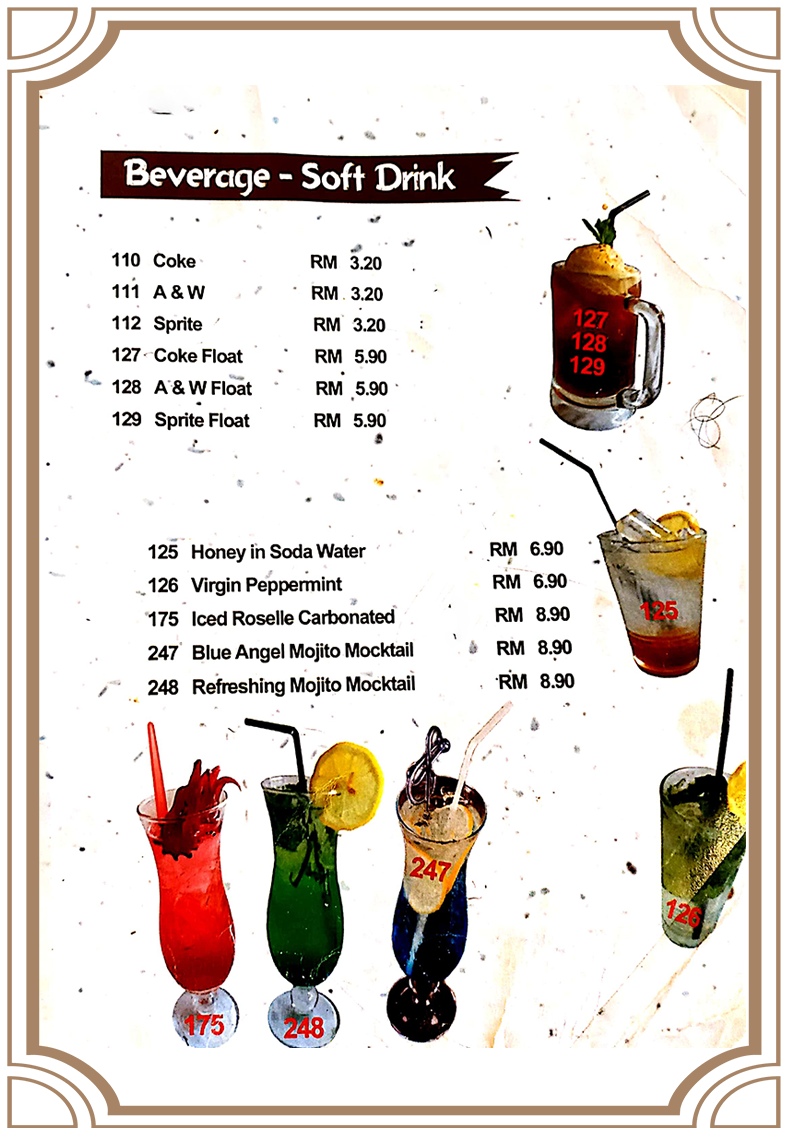 Beverage - Soft Drink
110 Coke RM 3.20
111 A & W RM 3.20
112 Sprite RM 3.20
127 Coke Float RM 5.90
128 A & W Float RM 5.90
129 Sprite Float RM 5.90
127
128
129
125 Honey in Soda Water RM 6.90
126 Virgin Peppermint RM 6.90
175 Iced Roselle Carbonated RM 8.90
247 Blue Angel Mojito Mocktail RM 8.90
248 Refreshing Mojito Mocktail RM 8.90
125
247
126
175
248